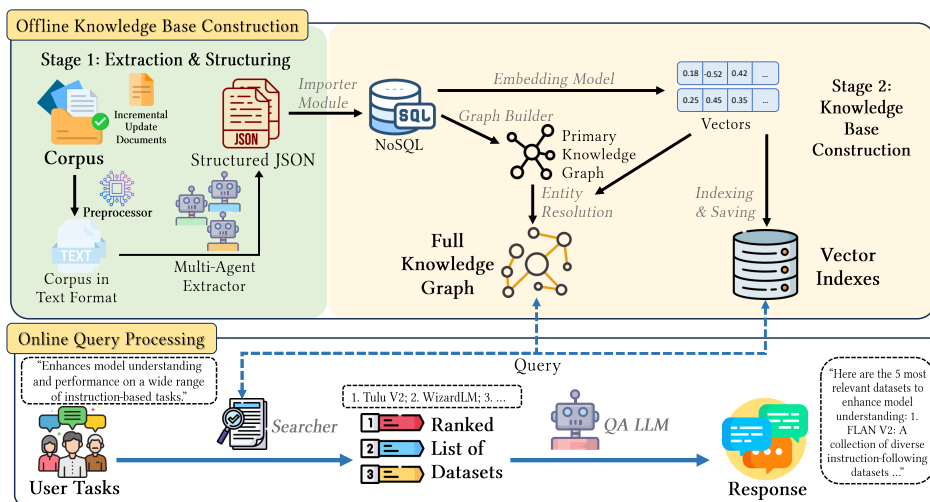 Offline Knowledge Base Construction
Stage 1: Extraction & Structuring
Incremental
Update
Documents
Corpus
Preprocessor
TEXT
Corpus in
Text Format
Multi-Agent
Extractor
JSON
JSON
Structured JSON
Importer
Module
SQL
NoSQL
Embedding Model
Graph Builder
Primary
Knowledge
Graph
0.18 -0.52 0.42 ...
0.25 0.45 0.35 ...
Vectors
Stage 2:
Knowledge
Base
Construction
Entity
Resolution
Indexing
& Saving
Full
Knowledge
Graph
Vector
Indexes
Online Query Processing
Query
“Enhances model understanding
and performance on a wide range
of instruction-based tasks.”
User Tasks
Searcher
1. Tulu V2; 2. WizardLM; 3. ...
1 Ranked
2 List of
3 Datasets
QA LLM
Response
“Here are the 5 most
relevant datasets to
enhance model
understanding: 1.
FLAN V2: A
collection of diverse
instruction-following
datasets ...”